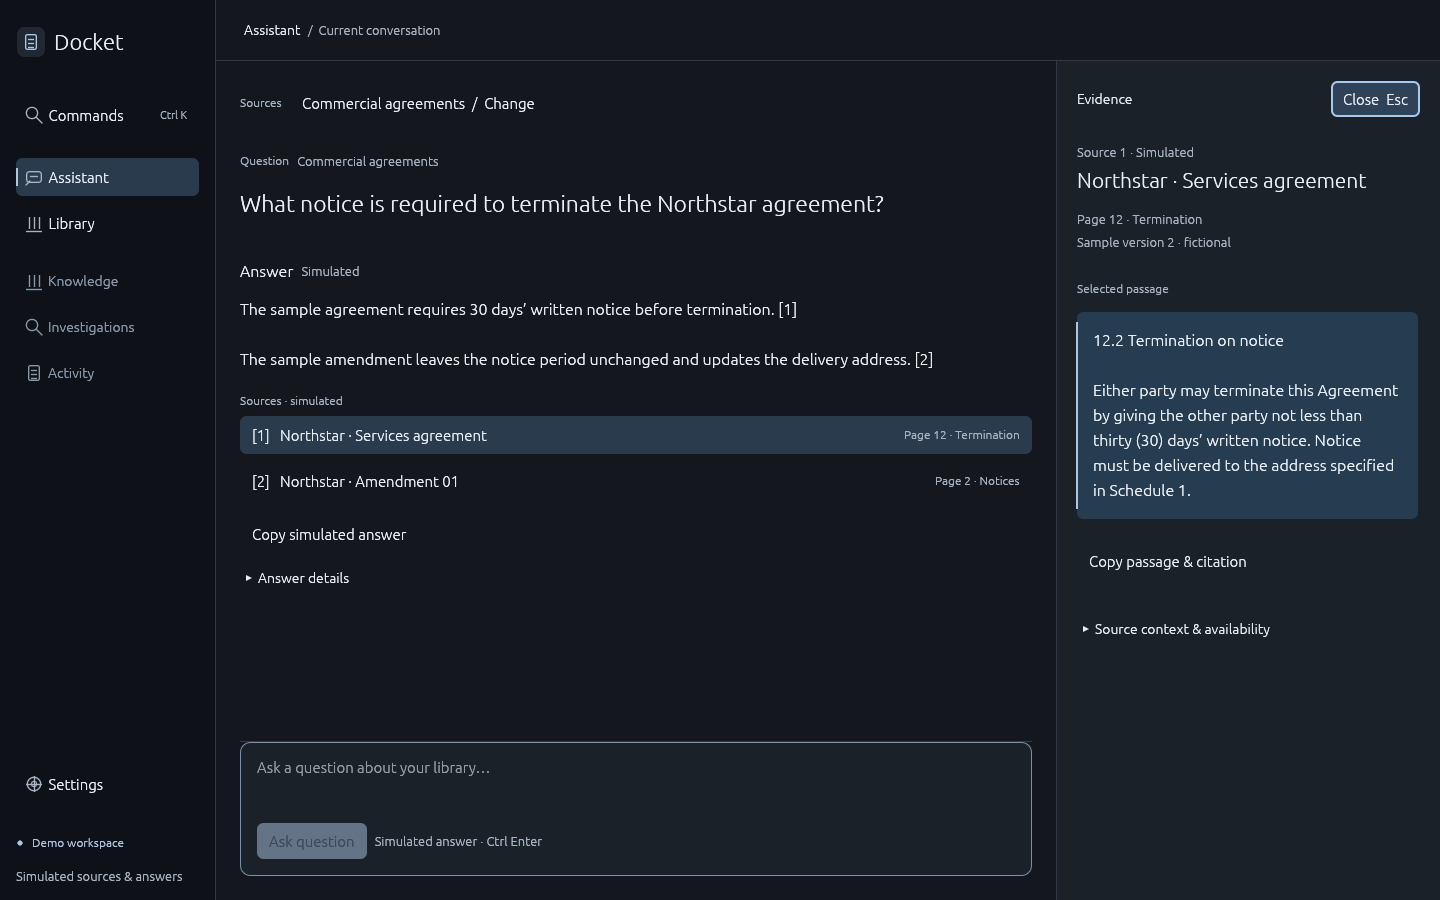 Docket
Commands Ctrl K
Assistant
Library
Knowledge
Investigations
Activity
Settings
Demo workspace
Simulated sources & answers
Assistant / Current conversation
Sources Commercial agreements / Change
Question Commercial agreements
What notice is required to terminate the Northstar agreement?
Answer Simulated
The sample agreement requires 30 days’ written notice before termination. [1]
The sample amendment leaves the notice period unchanged and updates the delivery address. [2]
Sources · simulated
[1] Northstar · Services agreement Page 12 · Termination
[2] Northstar · Amendment 01 Page 2 · Notices
Copy simulated answer
Answer details
Ask a question about your library…
Ask question Simulated answer · Ctrl Enter
Evidence Close Esc
Source 1 · Simulated
Northstar · Services agreement
Page 12 · Termination
Sample version 2 · fictional
Selected passage
12.2 Termination on notice
Either party may terminate this Agreement
by giving the other party not less than
thirty (30) days’ written notice. Notice
must be delivered to the address specified
in Schedule 1.
Copy passage & citation
Source context & availability